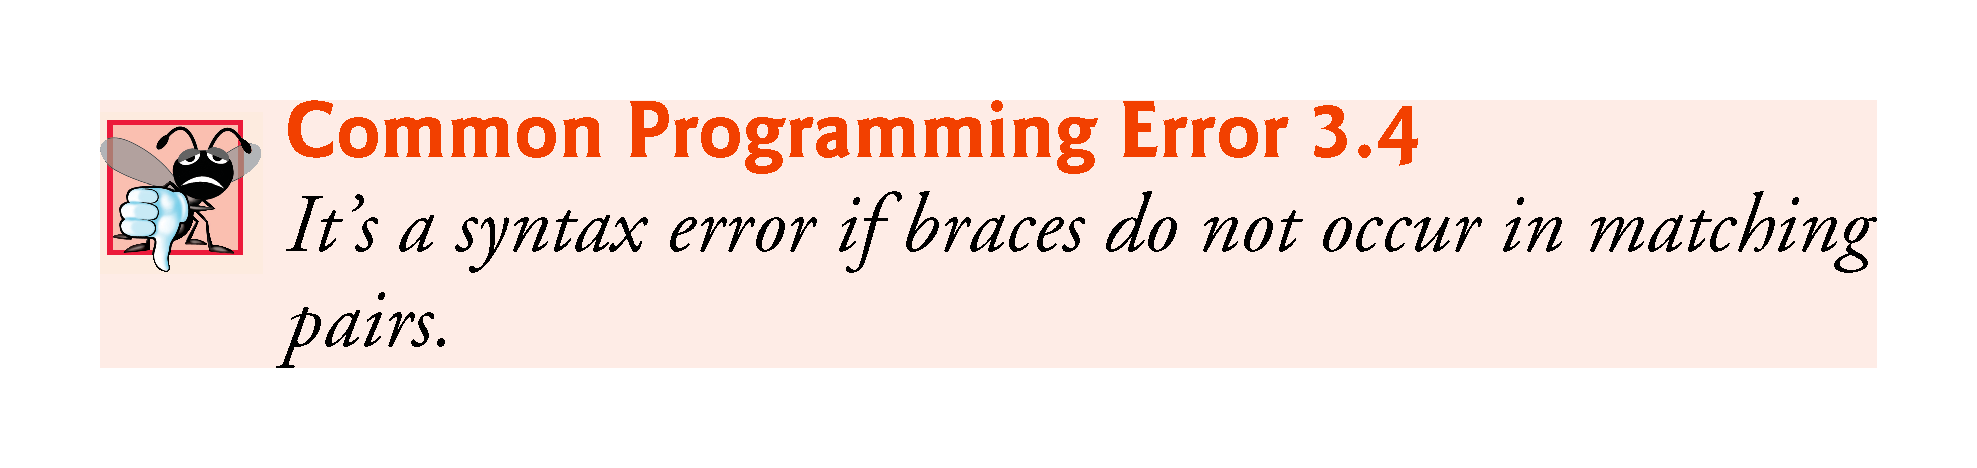 Common Programming Error 3.4
It’s a syntax error if braces do not occur in matching
pairs.